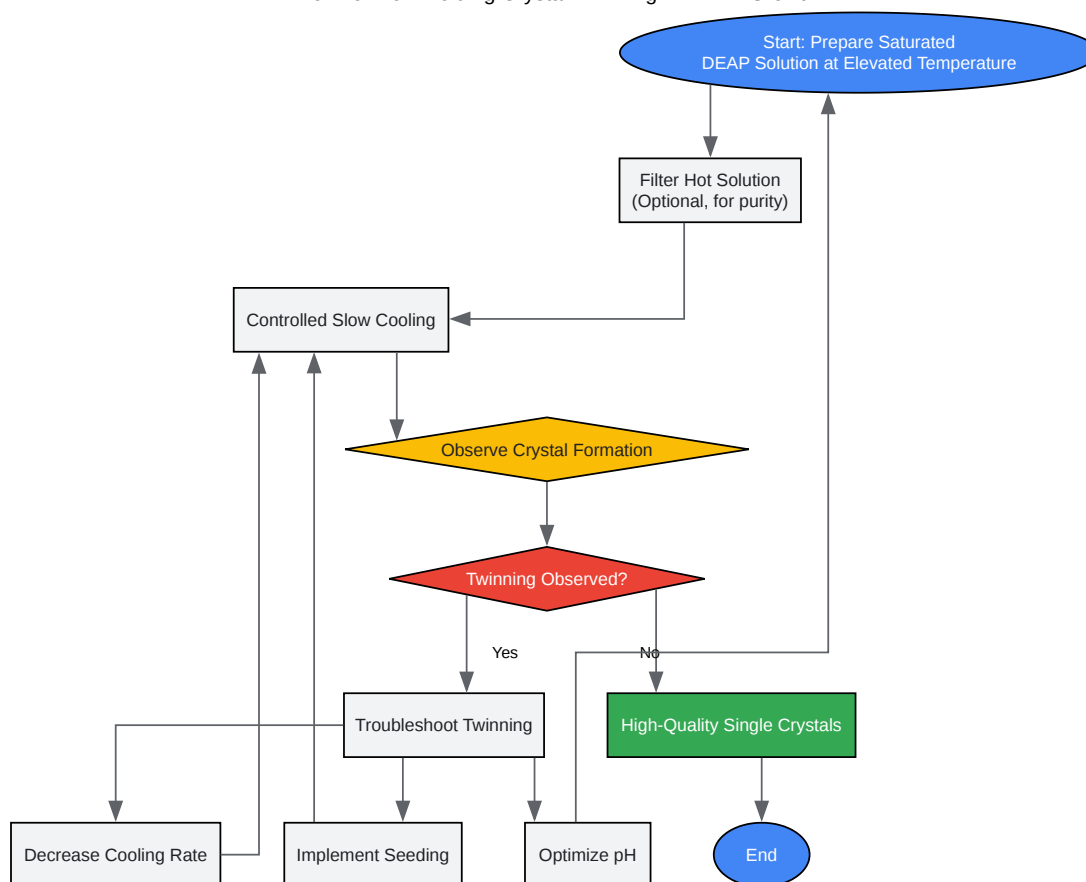 Start: Prepare Saturated
DEAP Solution at Elevated Temperature
Filter Hot Solution
(Optional, for purity)
Controlled Slow Cooling
Observe Crystal Formation
Twinning Observed?
Yes
No
Troubleshoot Twinning
High-Quality Single Crystals
Decrease Cooling Rate
Implement Seeding
Optimize pH
End